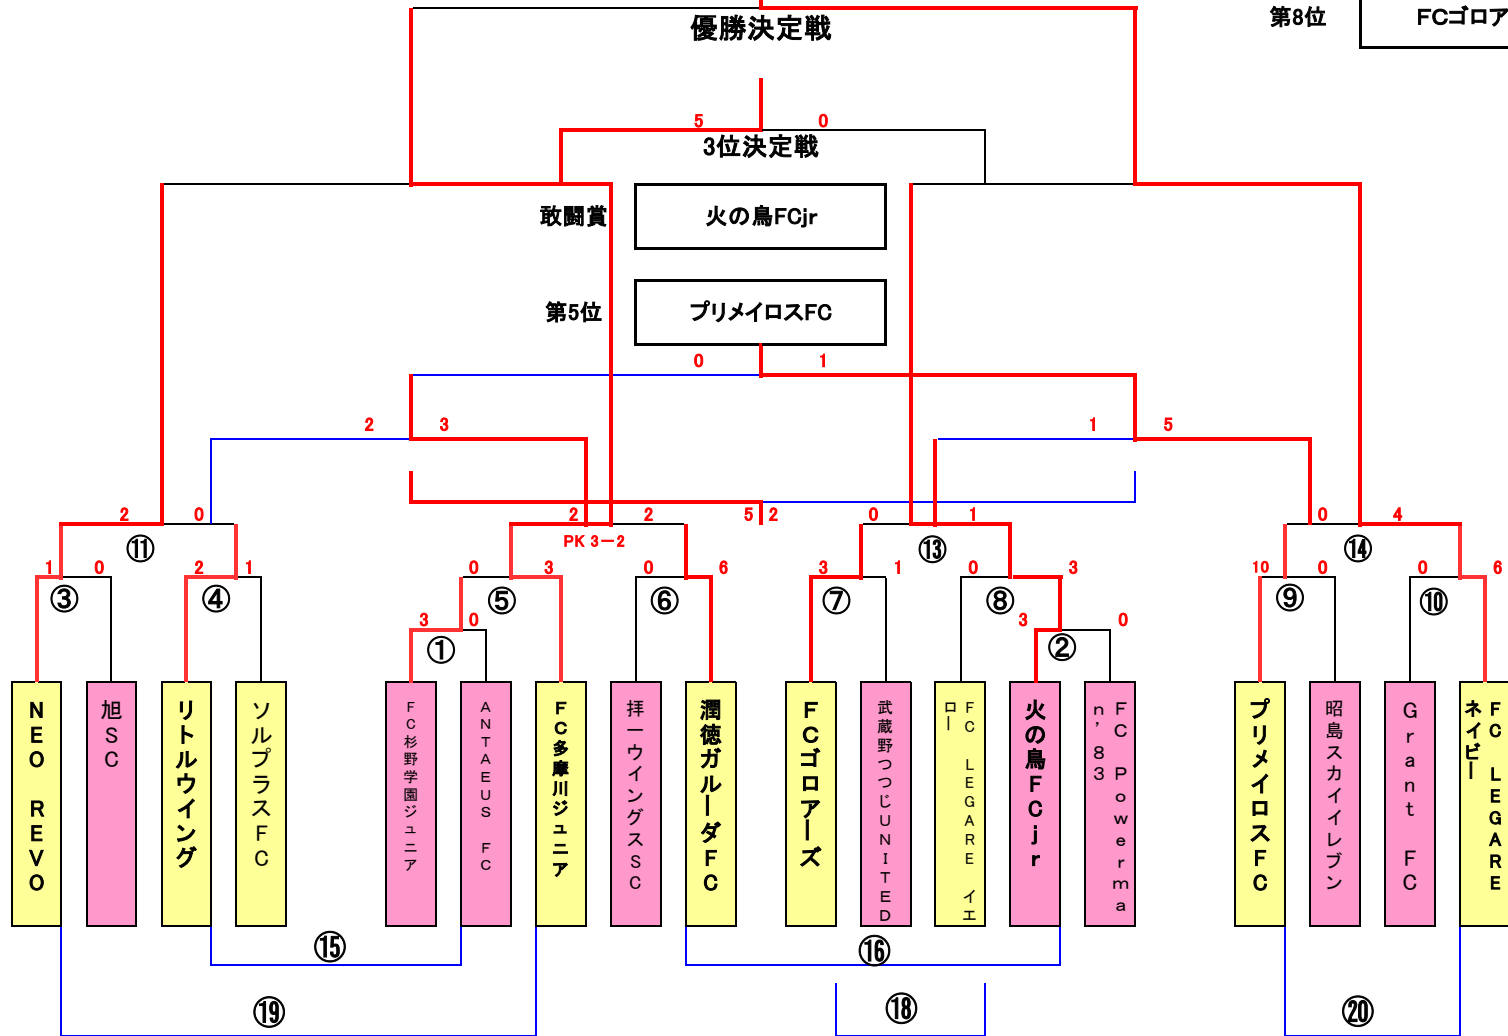 第8位
FCゴロア
優勝決定戦
5 0
3位決定戦
敢闘賞
火の鳥FCjr
第5位
プリメイロスFC
0 1
2 3
1 5
2 0
2 2
5 2
0 1
0 4
PK 3－2
⑪
⑬
⑭
1 0
2 1
0 3
0 6
3 1
0 3
10 0
0 6
③
④
⑤
⑥
⑦
⑧
⑨
⑩
3 0
3 0
①
②
NEO REVO
旭SC
リトルウイング
ソルプラスFC
FC杉野学園ジュニア
ANTAEUS FC
FC多摩川ジュニア
拝一ウイングスSC
潤徳ガルーダFC
FCゴロアーズ
武蔵野つつじUNITED
FC LEGARE イエ
ロー
火の鳥FCjr
FC Powerma
n'83
プリメイロスFC
昭島スカイイレブン
Grant FC
FC LEGARE
ネイビー
⑮
⑯
⑲
⑱
⑳